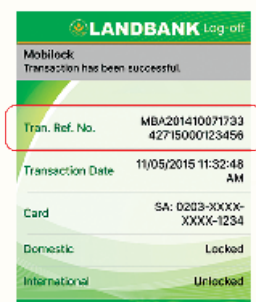 LANDBANK Log-off
Mobilock
Transaction has been successful.
Tran. Ref. No.
MBA201410071733
42715000123456
Transaction Date
11/05/2015 11:32:48
AM
Card
SA: 0203-XXXX-
XXXX-1234
Domestic
Locked
International
Unlocked